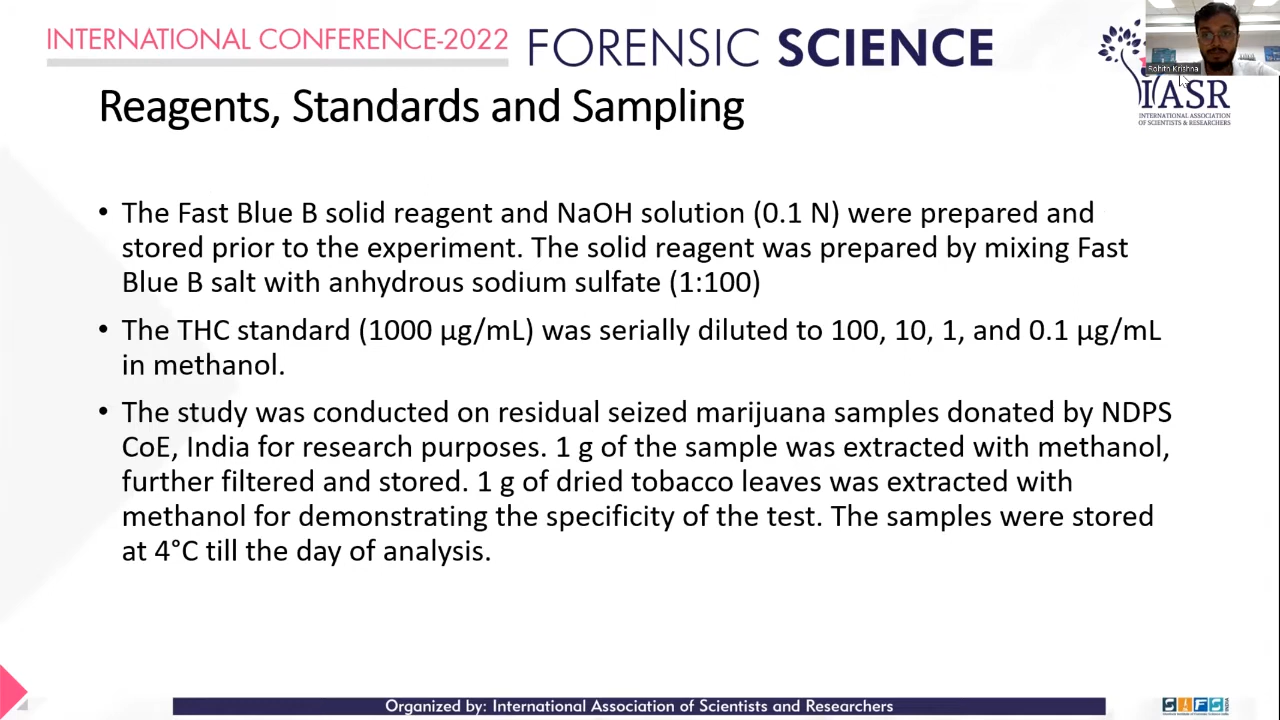 INTERNATIONAL CONFERENCE-2022 FORENSIC SCIENCE
Rohith Krishna
IASR
INTERNATIONAL ASSOCIATION
OF SCIENTISTS & RESEARCHERS
Reagents, Standards and Sampling
• The Fast Blue B solid reagent and NaOH solution (0.1 N) were prepared and
stored prior to the experiment. The solid reagent was prepared by mixing Fast
Blue B salt with anhydrous sodium sulfate (1:100)
• The THC standard (1000 µg/mL) was serially diluted to 100, 10, 1, and 0.1 µg/mL
in methanol.
• The study was conducted on residual seized marijuana samples donated by NDPS
CoE, India for research purposes. 1 g of the sample was extracted with methanol,
further filtered and stored. 1 g of dried tobacco leaves was extracted with
methanol for demonstrating the specificity of the test. The samples were stored
at 4°C till the day of analysis.
Organized by: International Association of Scientists and Researchers
SIFS
INDIA